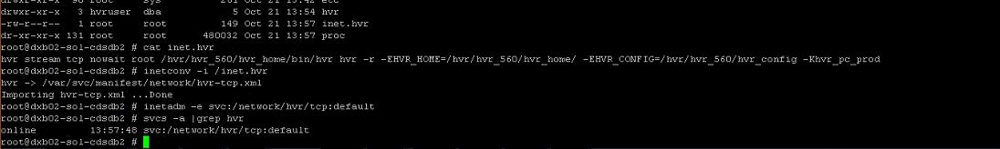 drwxr-xr-x 98 root sys 201 Oct 21 13:42 etc
drwxr-xr-x 3 hvruser dba 5 Oct 21 13:54 hvr
-rw-r--r-- 1 root root 149 Oct 21 13:57 inet.hvr
dr-xr-xr-x 131 root root 480032 Oct 21 13:57 proc
root@dxb02-sol-cdsdb2 # cat inet.hvr
hvr stream tcp nowait root /hvr/hvr_560/hvr_home/bin/hvr hvr -r -EHVR_HOME=/hvr/hvr_560/hvr_home/ -EHVR_CONFIG=/hvr/hvr_560/hvr_config -Khvr_pc_prod
root@dxb02-sol-cdsdb2 # inetconv -i /inet.hvr
hvr -> /var/svc/manifest/network/hvr-tcp.xml
Importing hvr-tcp.xml ...Done
root@dxb02-sol-cdsdb2 # inetadm -e svc:/network/hvr/tcp:default
root@dxb02-sol-cdsdb2 # svcs -a |grep hvr
online 13:57:48 svc:/network/hvr/tcp:default
root@dxb02-sol-cdsdb2 #